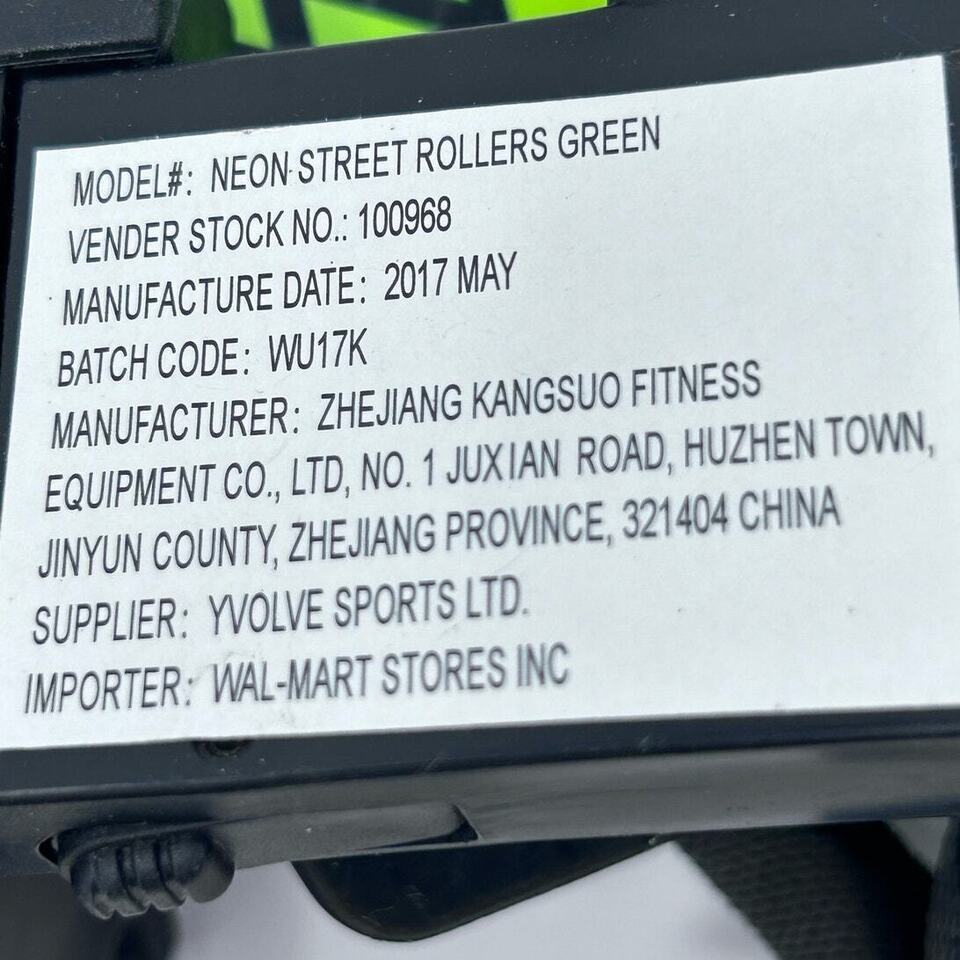 MODEL#: NEON STREET ROLLERS GREEN
VENDER STOCK NO.: 100968
MANUFACTURE DATE: 2017 MAY
BATCH CODE: WU17K
MANUFACTURER: ZHEJIANG KANGSUO FITNESS
EQUIPMENT CO., LTD, NO. 1 JUXIAN ROAD, HUZHEN TOWN,
JINYUN COUNTY, ZHEJIANG PROVINCE, 321404 CHINA
SUPPLIER: YVOLVE SPORTS LTD.
IMPORTER: WAL-MART STORES INC